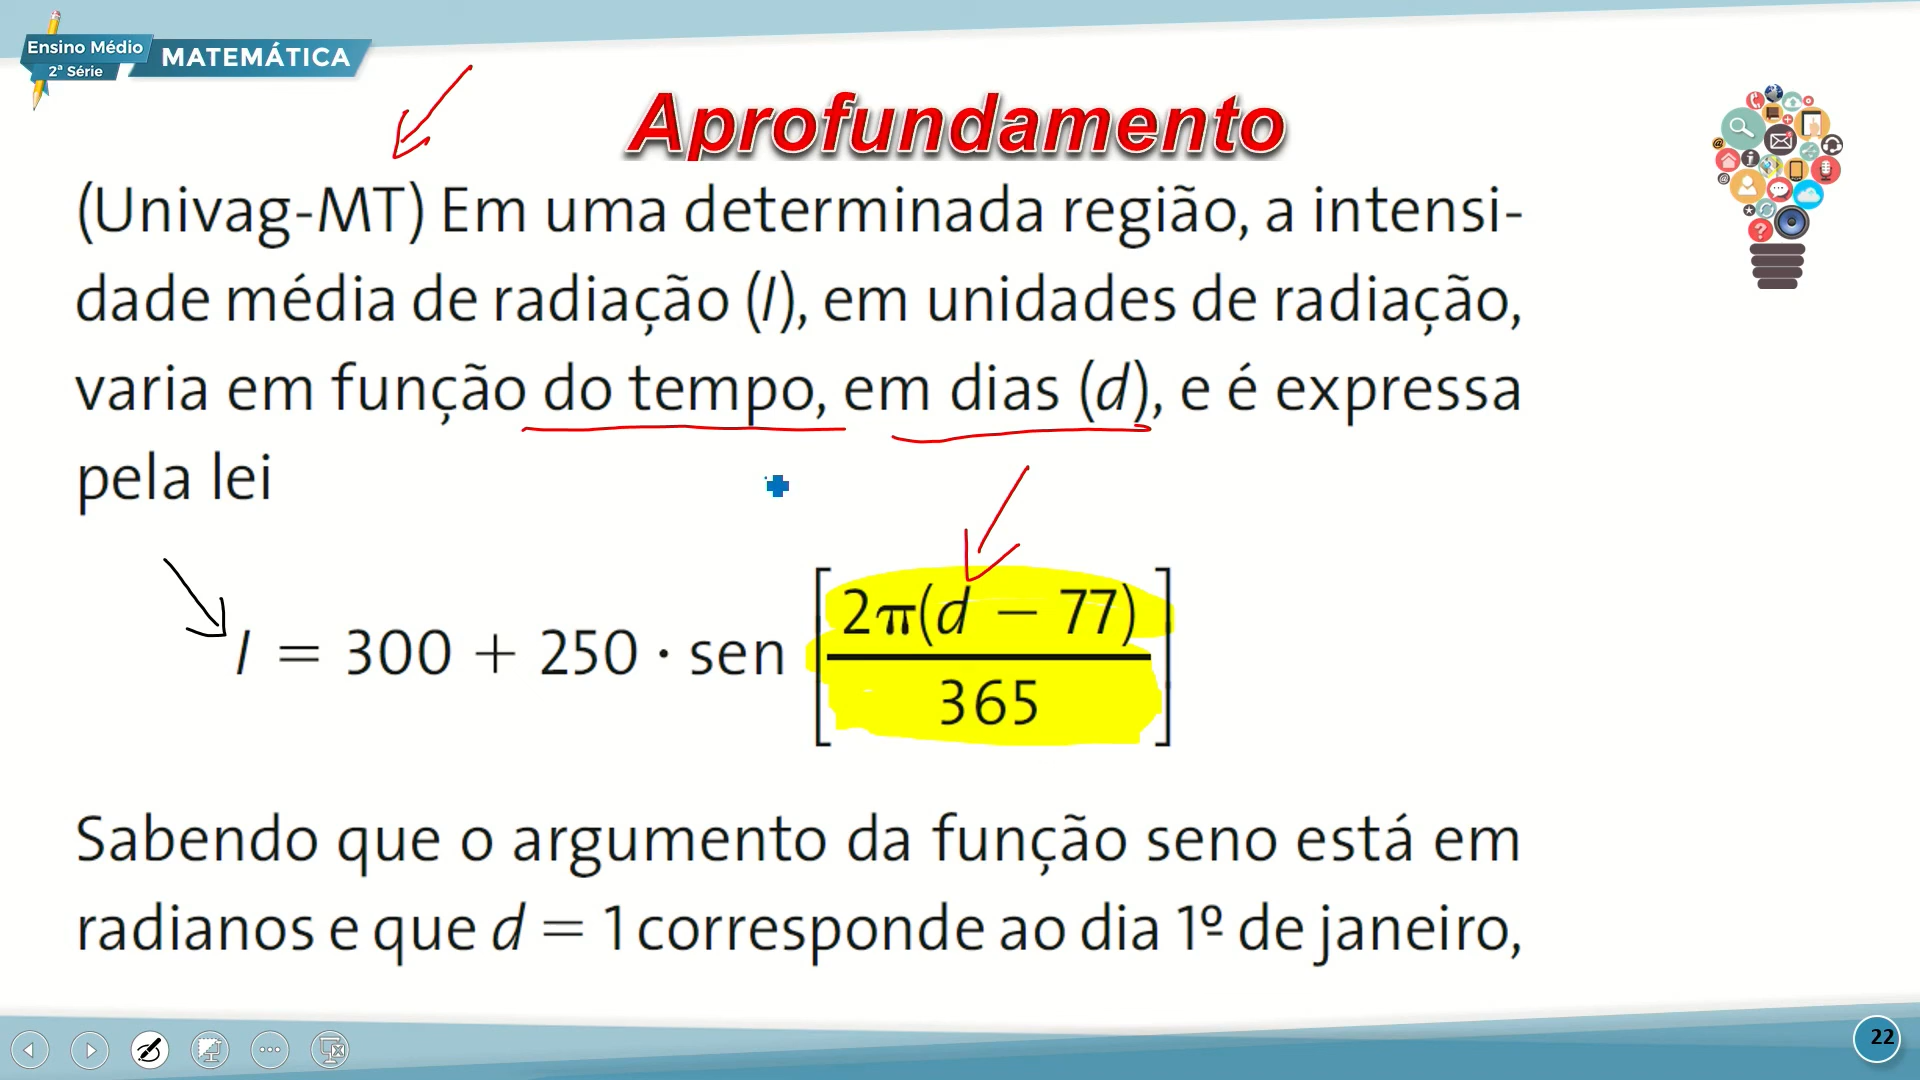 Ensino Médio
2ª Série
MATEMÁTICA
Aprofundamento
(Univag-MT) Em uma determinada região, a intensi-
dade média de radiação (I), em unidades de radiação,
varia em função do tempo, em dias (d), e é expressa
pela lei
I = 300 + 250 · sen [2π(d − 77) / 365]
Sabendo que o argumento da função seno está em
radianos e que d = 1 corresponde ao dia 1º de janeiro,
22